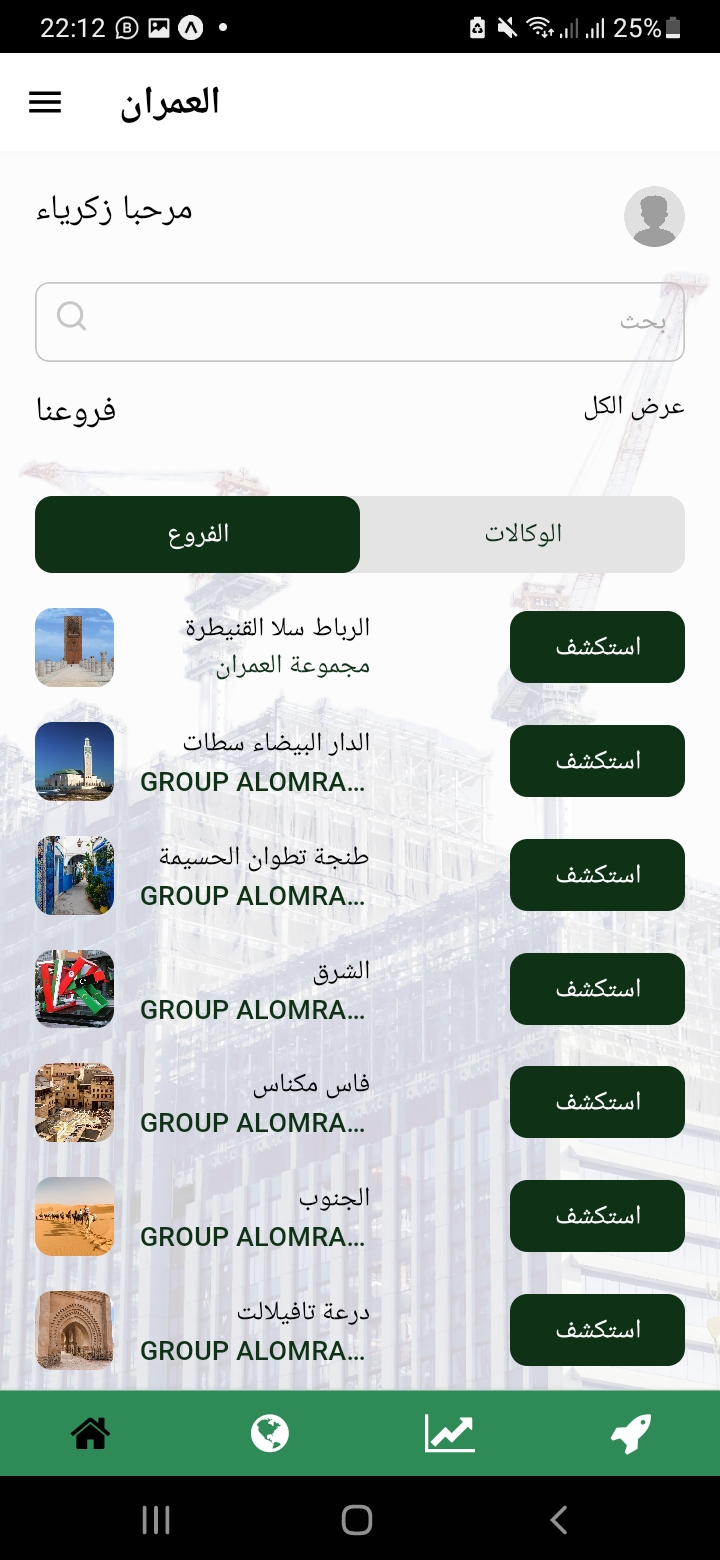 22:12
25%
العمران
مرحبا زكرياء
بحث
فروعنا
عرض الكل
الفروع
الوكالات
الرباط سلا القنيطرة
مجموعة العمران
استكشف
الدار البيضاء سطات
GROUP ALOMRA...
استكشف
طنجة تطوان الحسيمة
GROUP ALOMRA...
استكشف
الشرق
GROUP ALOMRA...
استكشف
فاس مكناس
GROUP ALOMRA...
استكشف
الجنوب
GROUP ALOMRA...
استكشف
درعة تافيلالت
GROUP ALOMRA...
استكشف